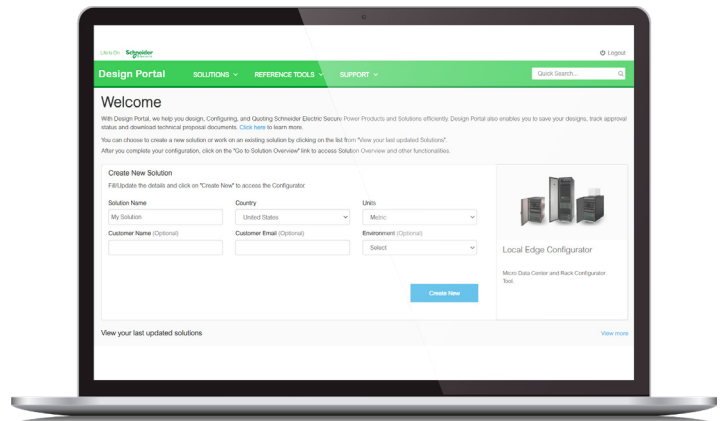 Life Is On Schneider
Electric
Logout
Design Portal SOLUTIONS REFERENCE TOOLS SUPPORT Quick Search...
Welcome
With Design Portal, we help you design, Configuring, and Quoting Schneider Electric Secure Power Products and Solutions efficiently. Design Portal also enables you to save your designs, track approval
status and download technical proposal documents. Click here to learn more.
You can choose to create a new solution or work on an existing solution by clicking on the list from "View your last updated Solutions".
After you complete your configuration, click on the "Go to Solution Overview" link to access Solution Overview and other functionalities.
Create New Solution
Fill/Update the details and click on "Create New" to access the Configurator.
Solution Name Country Units
My Solution United States Metric
Customer Name (Optional) Customer Email (Optional) Environment (Optional)
Select
Create New
Local Edge Configurator
Micro Data Center and Rack Configurator
Tool.
View your last updated solutions View more